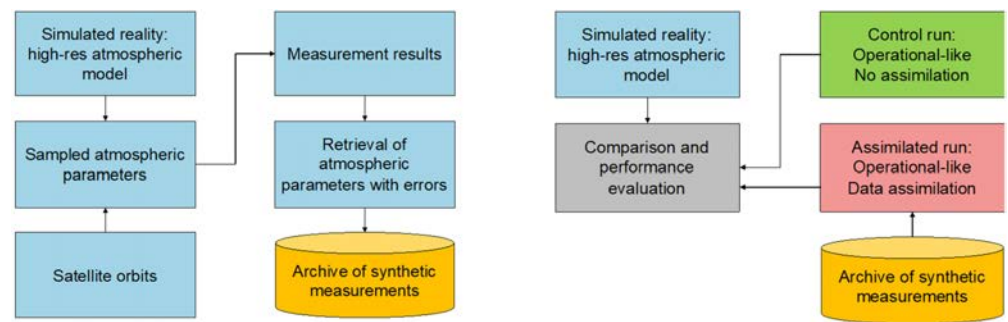 Simulated reality:
high-res atmospheric
model
Measurement results
Sampled atmospheric
parameters
Retrieval of
atmospheric
parameters with errors
Satellite orbits
Archive of synthetic
measurements
Simulated reality:
high-res atmospheric
model
Control run:
Operational-like
No assimilation
Comparison and
performance
evaluation
Assimilated run:
Operational-like
Data assimilation
Archive of synthetic
measurements